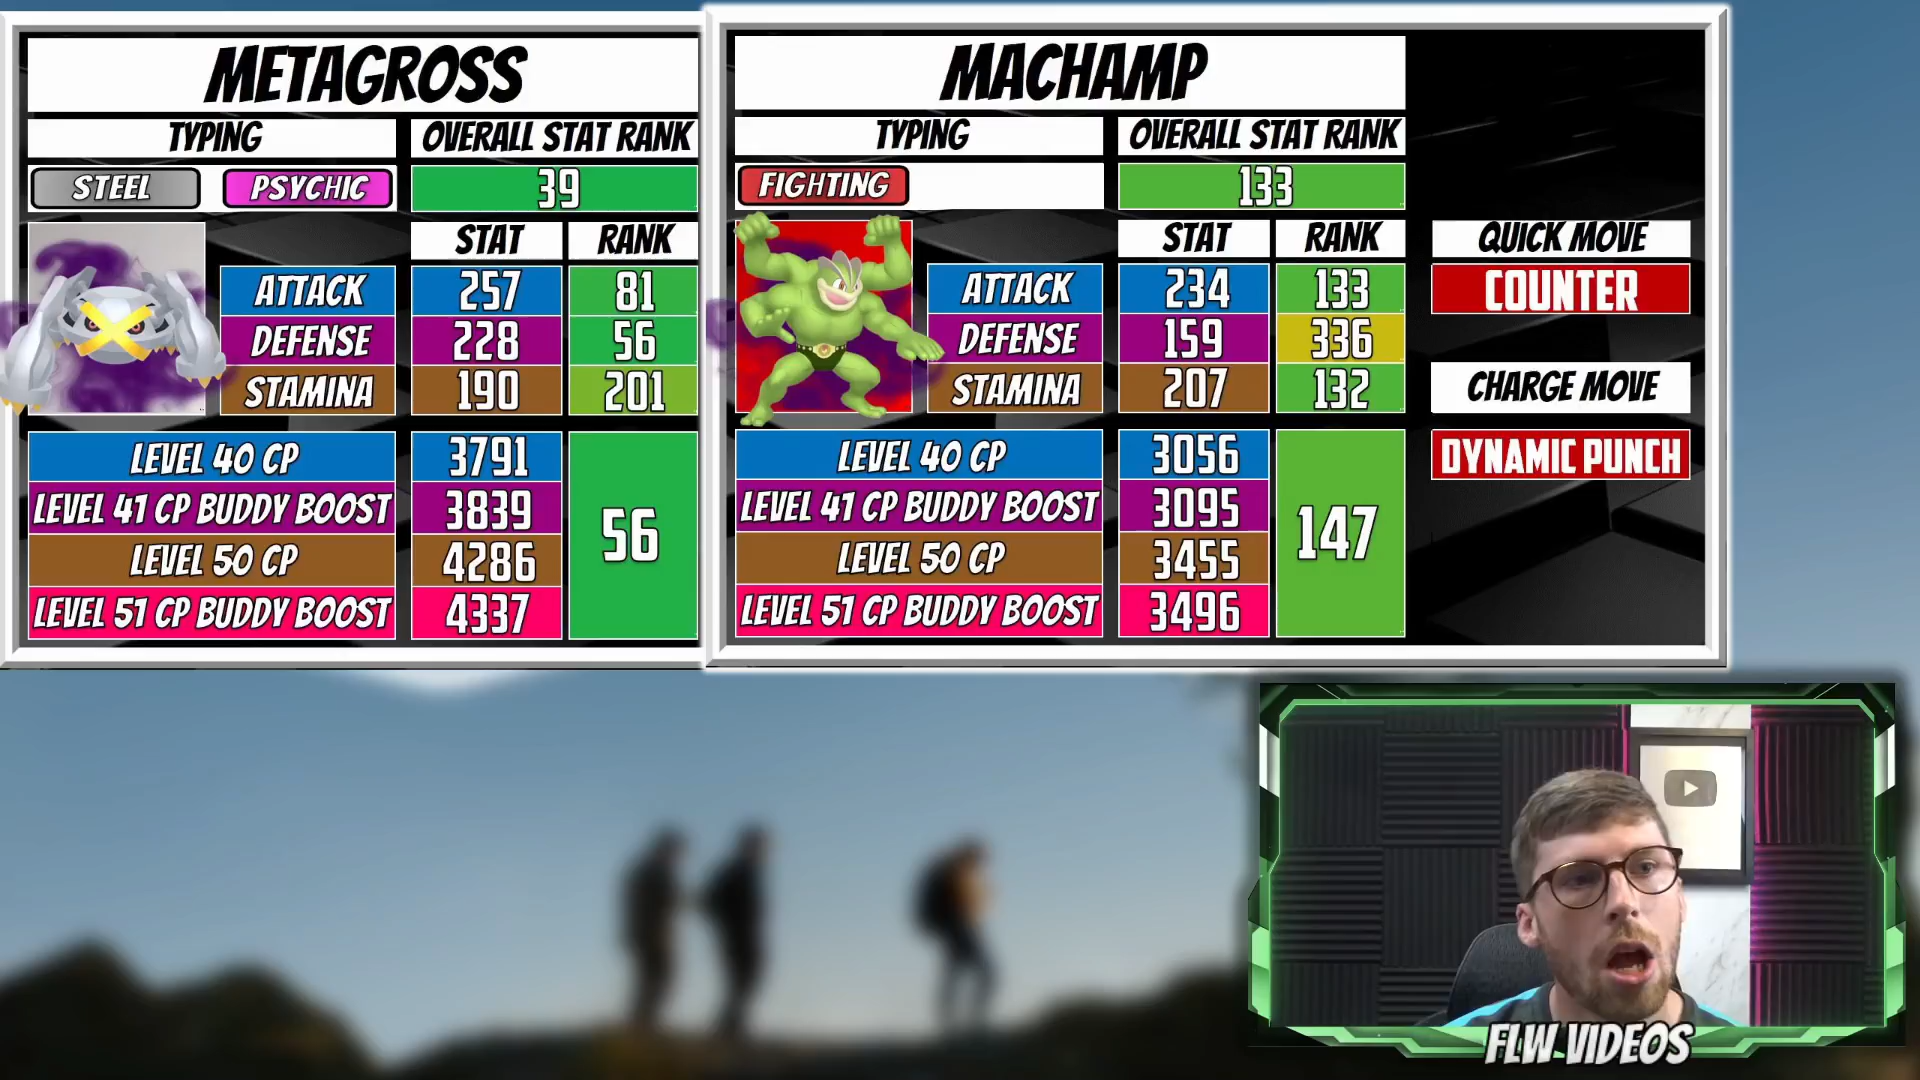 METAGROSS
TYPING
OVERALL STAT RANK
STEEL
PSYCHIC
39
STAT
RANK
ATTACK
257
81
DEFENSE
228
56
STAMINA
190
201
LEVEL 40 CP
3791
LEVEL 41 CP BUDDY BOOST
3839
LEVEL 50 CP
4286
LEVEL 51 CP BUDDY BOOST
4337
56
MACHAMP
TYPING
OVERALL STAT RANK
FIGHTING
133
STAT
RANK
ATTACK
234
133
DEFENSE
159
336
STAMINA
207
132
LEVEL 40 CP
3056
LEVEL 41 CP BUDDY BOOST
3095
LEVEL 50 CP
3455
LEVEL 51 CP BUDDY BOOST
3496
147
QUICK MOVE
COUNTER
CHARGE MOVE
DYNAMIC PUNCH
FLW VIDEOS